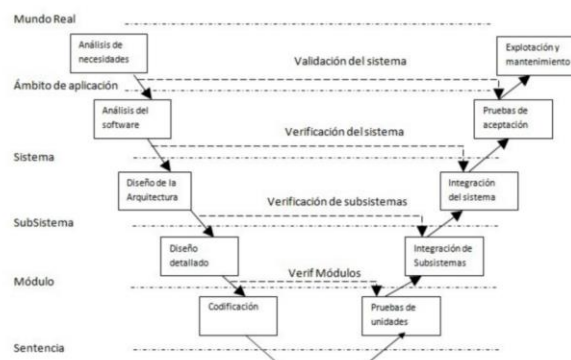 Mundo Real
Análisis de
necesidades
Explotación y
mantenimiento
Validación del sistema
Ámbito de aplicación
Análisis del
software
Pruebas de
aceptación
Verificación del sistema
Sistema
Diseño de la
Arquitectura
Integración
del sistema
Verificación de subsistemas
SubSistema
Diseño
detallado
Integración de
Subsistemas
Verif Módulos
Módulo
Codificación
Pruebas de
unidades
Sentencia